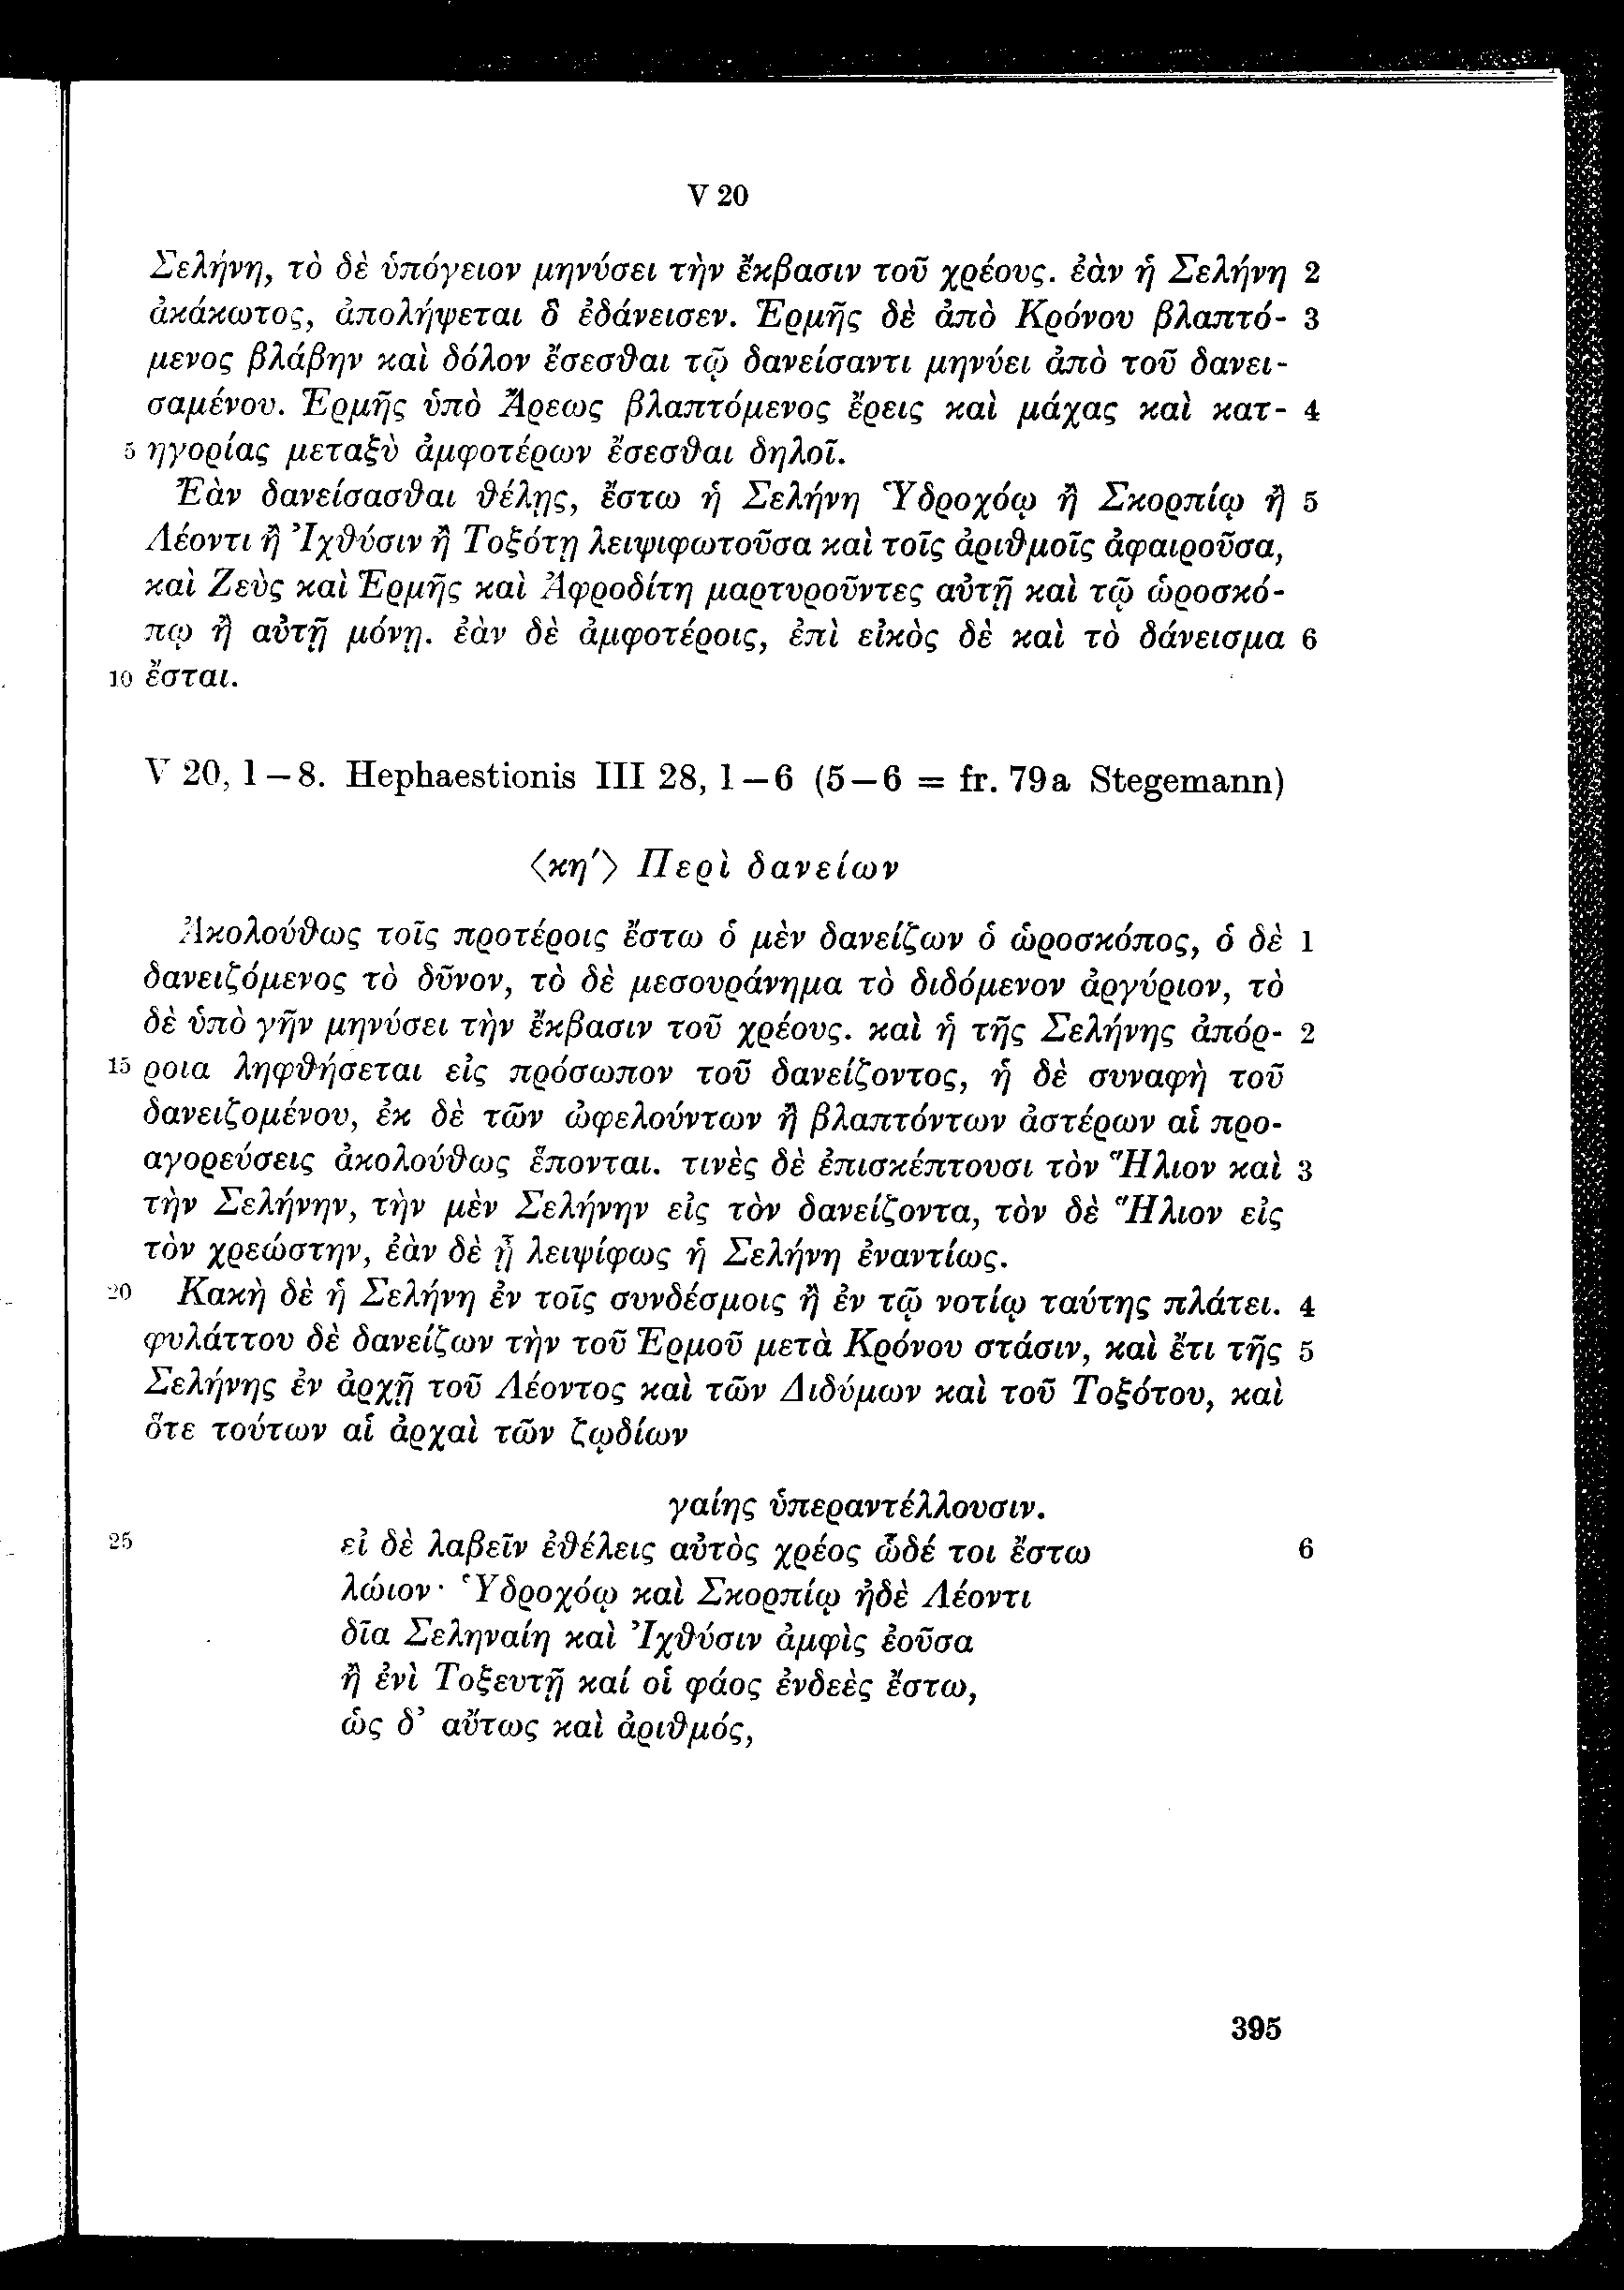 V 20
Σελήνη, τὸ δὲ ὑπόγειον μηνύσει τὴν ἔκβασιν τοῦ χρέους. ἐὰν ἡ Σελήνη 2
ἀκάκωτος, ἀπολήψεται ὃ ἐδάνεισεν. Ἑρμῆς δὲ ἀπὸ Κρόνου βλαπτό- 3
μενος βλάβην καὶ δόλον ἔσεσθαι τῷ δανείσαντι μηνύει ἀπὸ τοῦ δανει-
σαμένου. Ἑρμῆς ὑπὸ Ἄρεως βλαπτόμενος ἔρεις καὶ μάχας καὶ κατ- 4
5 ηγορίας μεταξὺ ἀμφοτέρων ἔσεσθαι δηλοῖ.
Ἐὰν δανείσασθαι θέλῃς, ἔστω ἡ Σελήνη Ὑδροχόῳ ἢ Σκορπίῳ ἢ 5
Λέοντι ἢ Ἰχθύσιν ἢ Τοξότῃ λειψιφωτοῦσα καὶ τοῖς ἀριθμοῖς ἀφαιροῦσα,
καὶ Ζεὺς καὶ Ἑρμῆς καὶ Ἀφροδίτη μαρτυροῦντες αὐτῇ καὶ τῷ ὡροσκό-
πῳ ἢ αὐτῇ μόνῃ. ἐὰν δὲ ἀμφοτέροις, ἐπὶ εἰκὸς δὲ καὶ τὸ δάνεισμα 6
10 ἔσται.
V 20, 1–8. Hephaestionis III 28, 1–6 (5–6 = fr. 79a Stegemann)
⟨κη′⟩ Περὶ δανείων
Ἀκολούθως τοῖς προτέροις ἔστω ὁ μὲν δανείζων ὁ ὡροσκόπος, ὁ δὲ 1
δανειζόμενος τὸ δῦνον, τὸ δὲ μεσουράνημα τὸ διδόμενον ἀργύριον, τὸ
δὲ ὑπὸ γῆν μηνύσει τὴν ἔκβασιν τοῦ χρέους. καὶ ἡ τῆς Σελήνης ἀπόρ- 2
15 ροια ληφθήσεται εἰς πρόσωπον τοῦ δανείζοντος, ἡ δὲ συναφὴ τοῦ
δανειζομένου, ἐκ δὲ τῶν ὠφελούντων ἢ βλαπτόντων ἀστέρων αἱ προ-
αγορεύσεις ἀκολούθως ἕπονται. τινὲς δὲ ἐπισκέπτουσι τὸν Ἥλιον καὶ 3
τὴν Σελήνην, τὴν μὲν Σελήνην εἰς τὸν δανείζοντα, τὸν δὲ Ἥλιον εἰς
τὸν χρεώστην, ἐὰν δὲ ᾖ λειψίφως ἡ Σελήνη ἐναντίως.
20 Κακὴ δὲ ἡ Σελήνη ἐν τοῖς συνδέσμοις ἢ ἐν τῷ νοτίῳ ταύτης πλάτει. 4
φυλάττου δὲ δανείζων τὴν τοῦ Ἑρμοῦ μετὰ Κρόνου στάσιν, καὶ ἔτι τῆς 5
Σελήνης ἐν ἀρχῇ τοῦ Λέοντος καὶ τῶν Διδύμων καὶ τοῦ Τοξότου, καὶ
ὅτε τούτων αἱ ἀρχαὶ τῶν ζῳδίων
γαίης ὑπεραντέλλουσιν.
25 εἰ δὲ λαβεῖν ἐθέλεις αὐτὸς χρέος ὧδέ τοι ἔστω 6
λώιον· Ὑδροχόῳ καὶ Σκορπίῳ ἠδὲ Λέοντι
δῖα Σεληναίη καὶ Ἰχθύσιν ἀμφὶς ἐοῦσα
ἢ ἐνὶ Τοξευτῇ καί οἱ φάος ἐνδεὲς ἔστω,
ὡς δ’ αὔτως καὶ ἀριθμός,
395